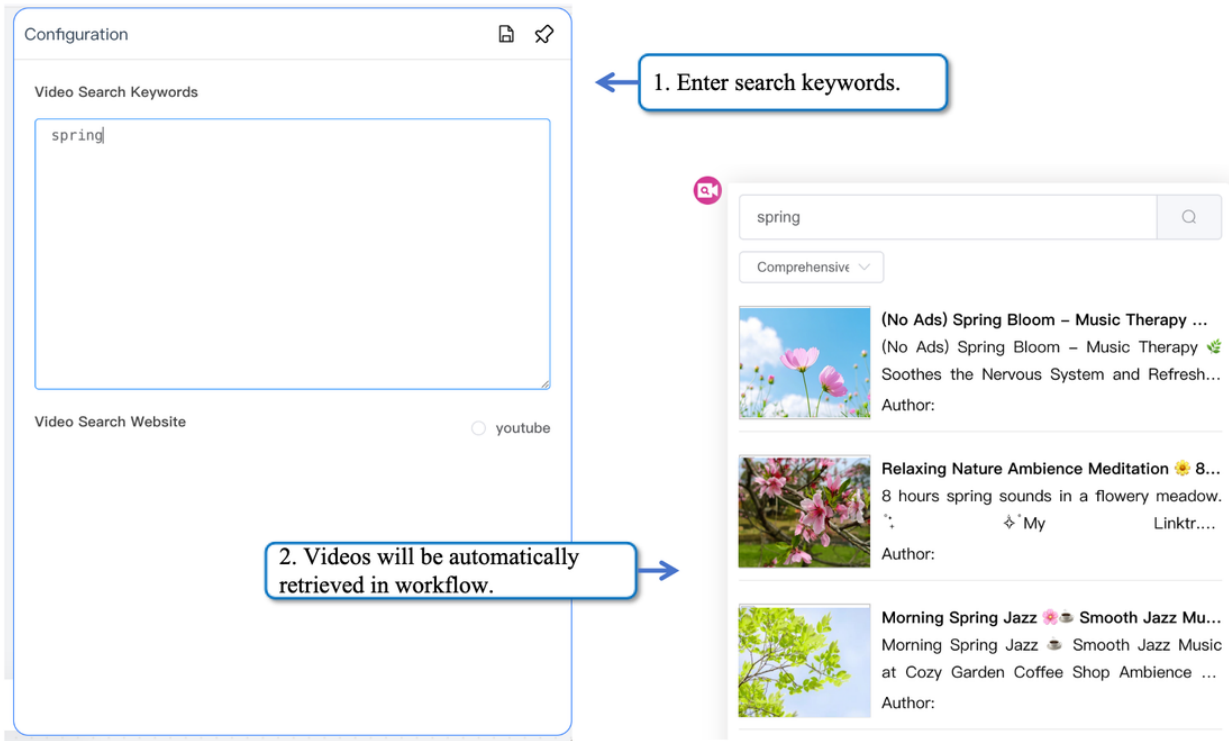 Configuration
Video Search Keywords
spring
Video Search Website
youtube
1. Enter search keywords.
2. Videos will be automatically
retrieved in workflow.
spring
Comprehensive
(No Ads) Spring Bloom – Music Therapy ...
(No Ads) Spring Bloom – Music Therapy 🌿
Soothes the Nervous System and Refresh...
Author:
Relaxing Nature Ambience Meditation 🌼 8...
8 hours spring sounds in a flowery meadow.
My Linktr....
Author:
Morning Spring Jazz 🌸☕ Smooth Jazz Mu...
Morning Spring Jazz ☕ Smooth Jazz Music
at Cozy Garden Coffee Shop Ambience ...
Author: